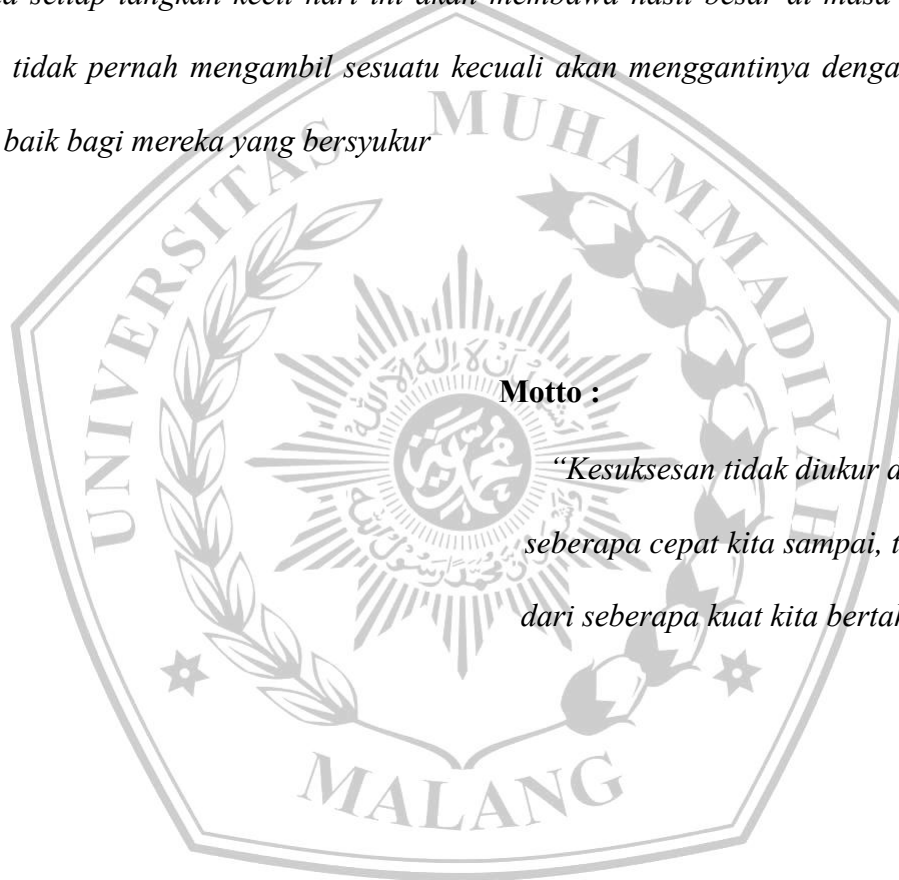 setiap langkah kecil hari ini akan membawa hasil besar di masa
tidak pernah mengambil sesuatu kecuali akan menggantinya denga
baik bagi mereka yang bersyukur
UNIVERSITAS MUHAMMADIYAH
Motto :
“Kesuksesan tidak diukur d
seberapa cepat kita sampai, t
dari seberapa kuat kita bertah
MALANG